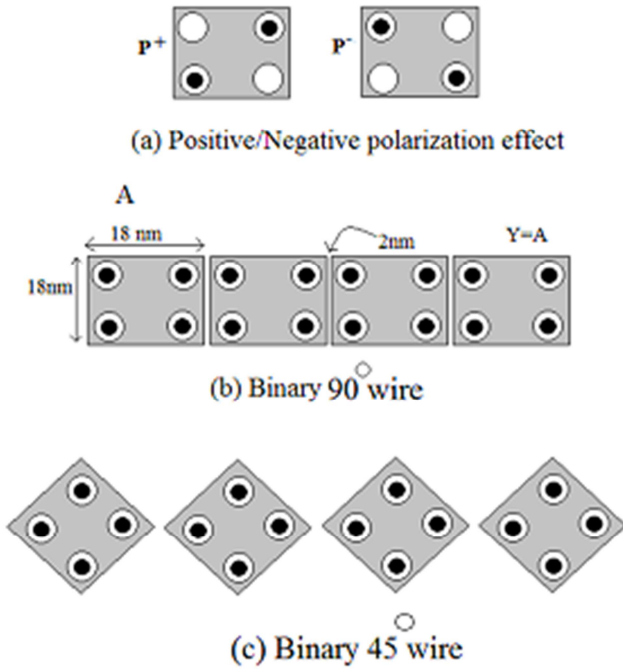 P+ P-
(a) Positive/Negative polarization effect
A
18 nm 2nm Y=A
18nm
(b) Binary 90° wire
(c) Binary 45° wire